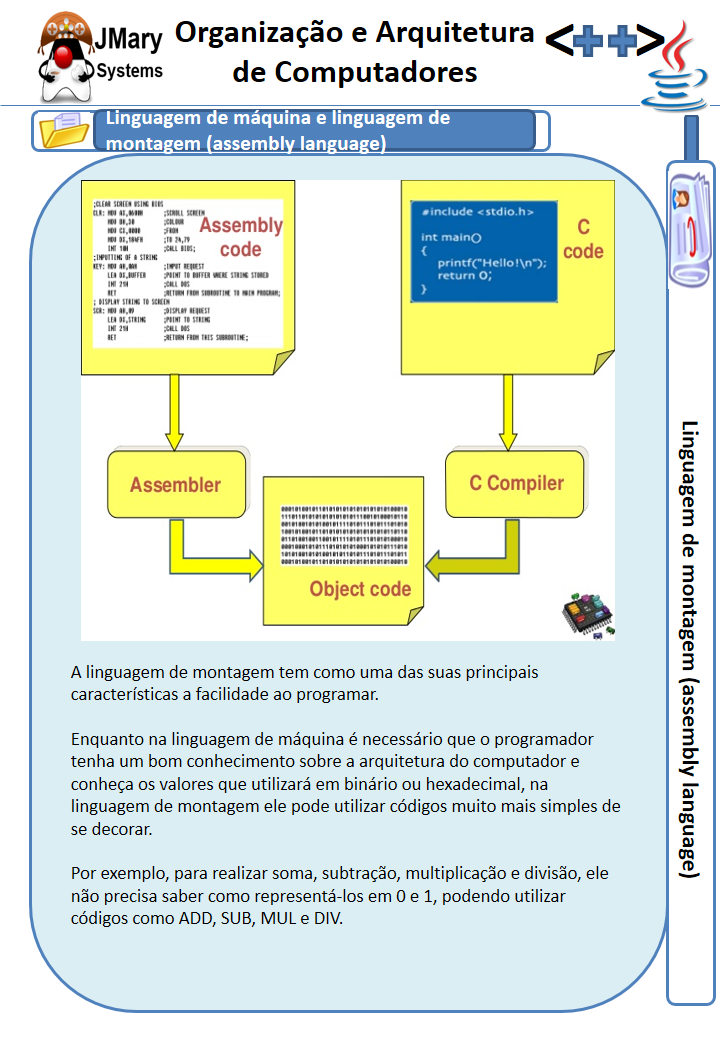 JMary
Systems
Organização e Arquitetura
de Computadores
<++>
Linguagem de máquina e linguagem de
montagem (assembly language)
;CLEAR SCREEN USING BIOS
CLR: MOV AX,0600H ;SCROLL SCREEN
MOV BH,30 ;COLOUR
MOV CX,0000 ;FROM
MOV DX,184FH ;TO 24,79
INT 10H ;CALL BIOS;
;INPUTTING OF A STRING
KEY: MOV AH,0AH ;INPUT REQUEST
LEA DX,BUFFER ;POINT TO BUFFER WHERE STRING STORED
INT 21H ;CALL DOS
RET ;RETURN FROM SUBROUTINE TO MAIN PROGRAM;
; DISPLAY STRING TO SCREEN
SCR: MOV AH,09 ;DISPLAY REQUEST
LEA DX,STRING ;POINT TO STRING
INT 21H ;CALL DOS
RET ;RETURN FROM THIS SUBROUTINE;
Assembly
code
#include <stdio.h>
int main()
{
printf("Hello!\n");
return 0;
}
C
code
Assembler
C Compiler
Object code
A linguagem de montagem tem como uma das suas principais
características a facilidade ao programar.
Enquanto na linguagem de máquina é necessário que o programador
tenha um bom conhecimento sobre a arquitetura do computador e
conheça os valores que utilizará em binário ou hexadecimal, na
linguagem de montagem ele pode utilizar códigos muito mais simples de
se decorar.
Por exemplo, para realizar soma, subtração, multiplicação e divisão, ele
não precisa saber como representá-los em 0 e 1, podendo utilizar
códigos como ADD, SUB, MUL e DIV.
Linguagem de montagem (assembly language)